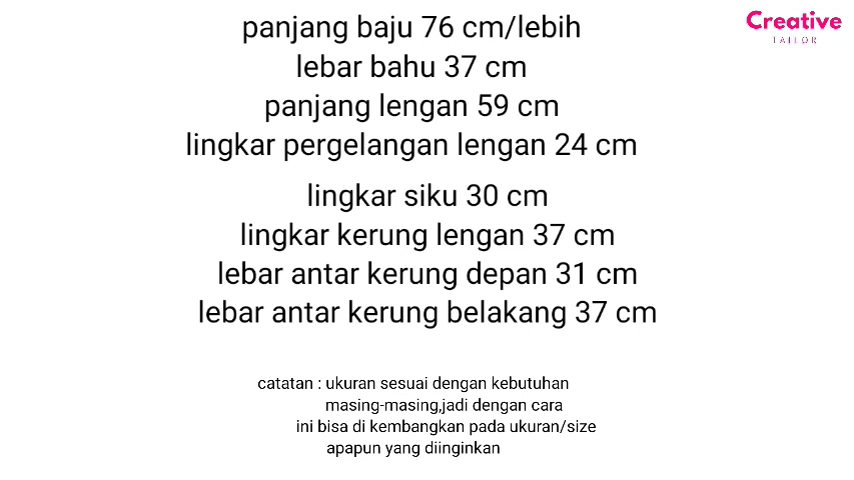 Creative
TAILOR
panjang baju 76 cm/lebih
lebar bahu 37 cm
panjang lengan 59 cm
lingkar pergelangan lengan 24 cm
lingkar siku 30 cm
lingkar kerung lengan 37 cm
lebar antar kerung depan 31 cm
lebar antar kerung belakang 37 cm
catatan : ukuran sesuai dengan kebutuhan
masing-masing,jadi dengan cara
ini bisa di kembangkan pada ukuran/size
apapun yang diinginkan